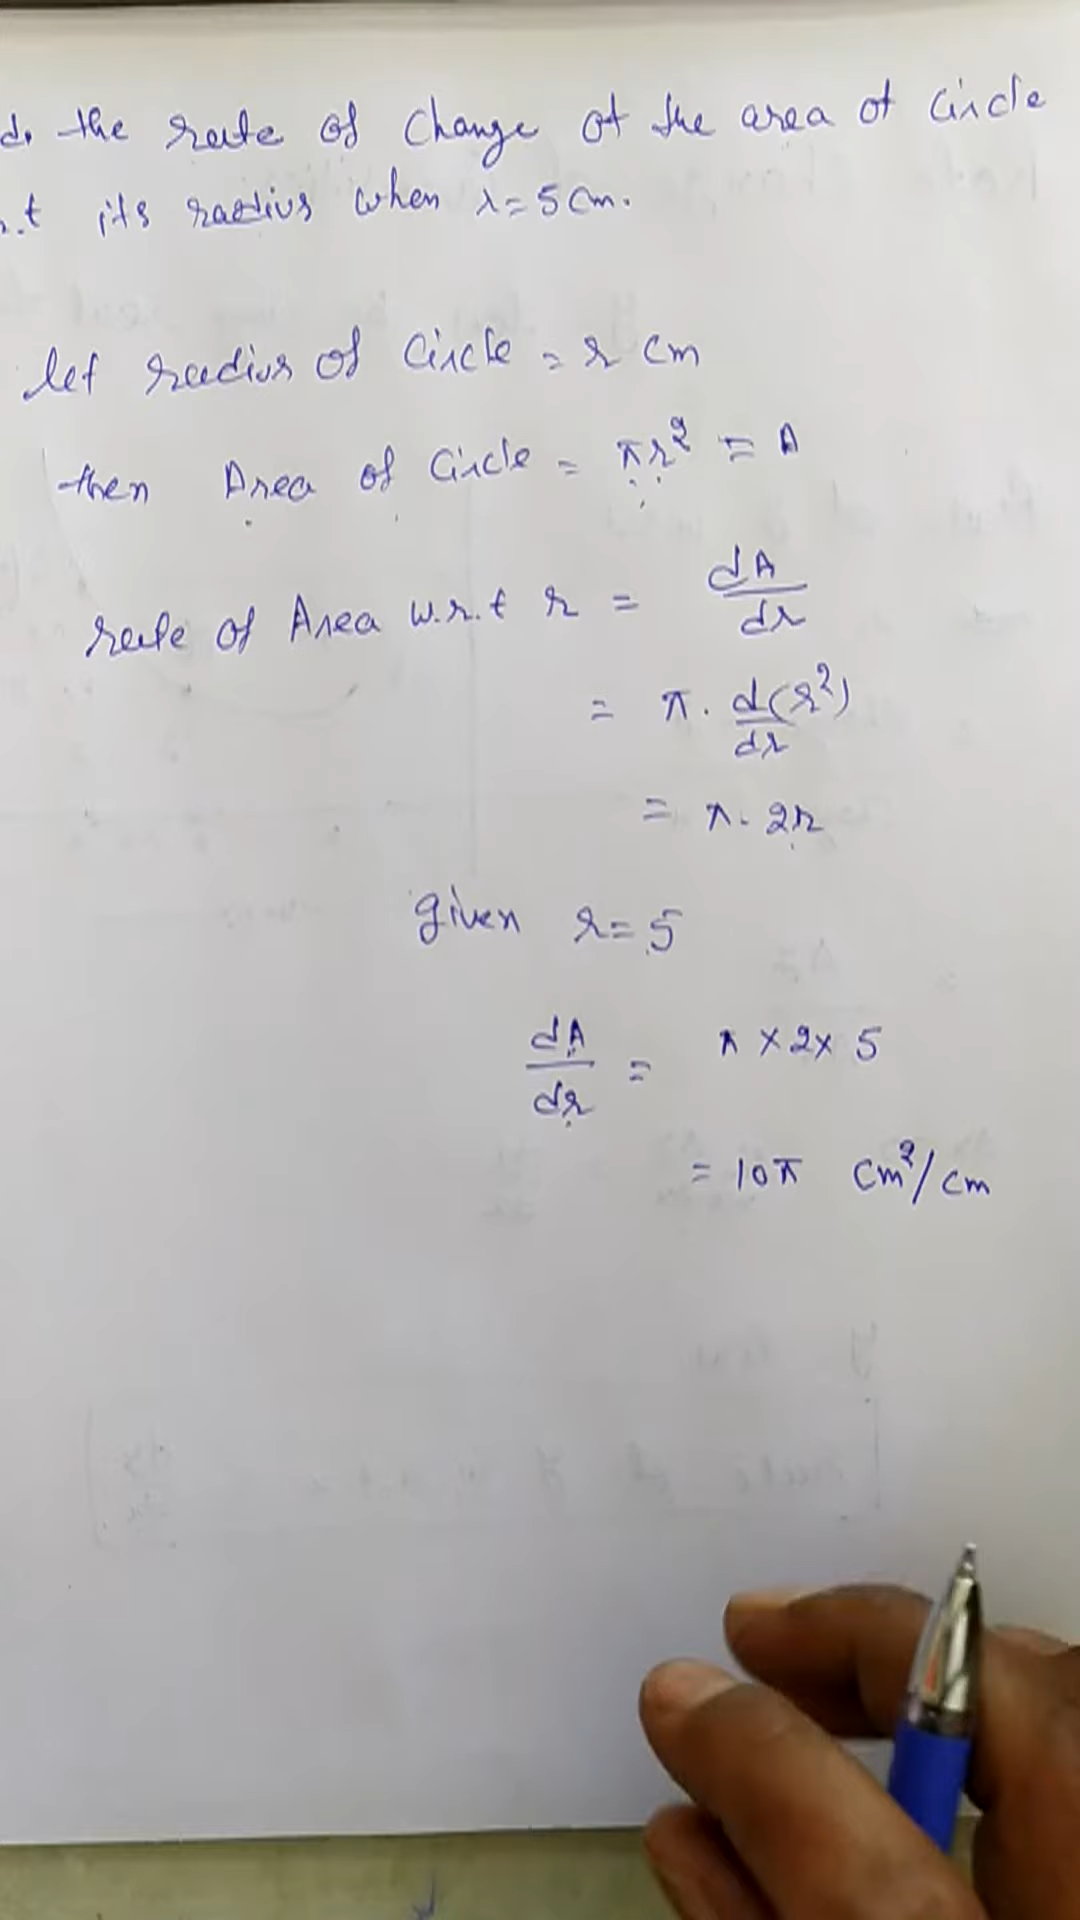 d. the rate of change of the area of circle
r.t its radius when r = 5 cm.
let radius of circle = r cm
then Area of circle = πr² = A
rate of Area w.r.t r = dA/dr
= π. d(r²)/dr
= π. 2r
given r = 5
dA/dr = π × 2 × 5
= 10π cm²/cm